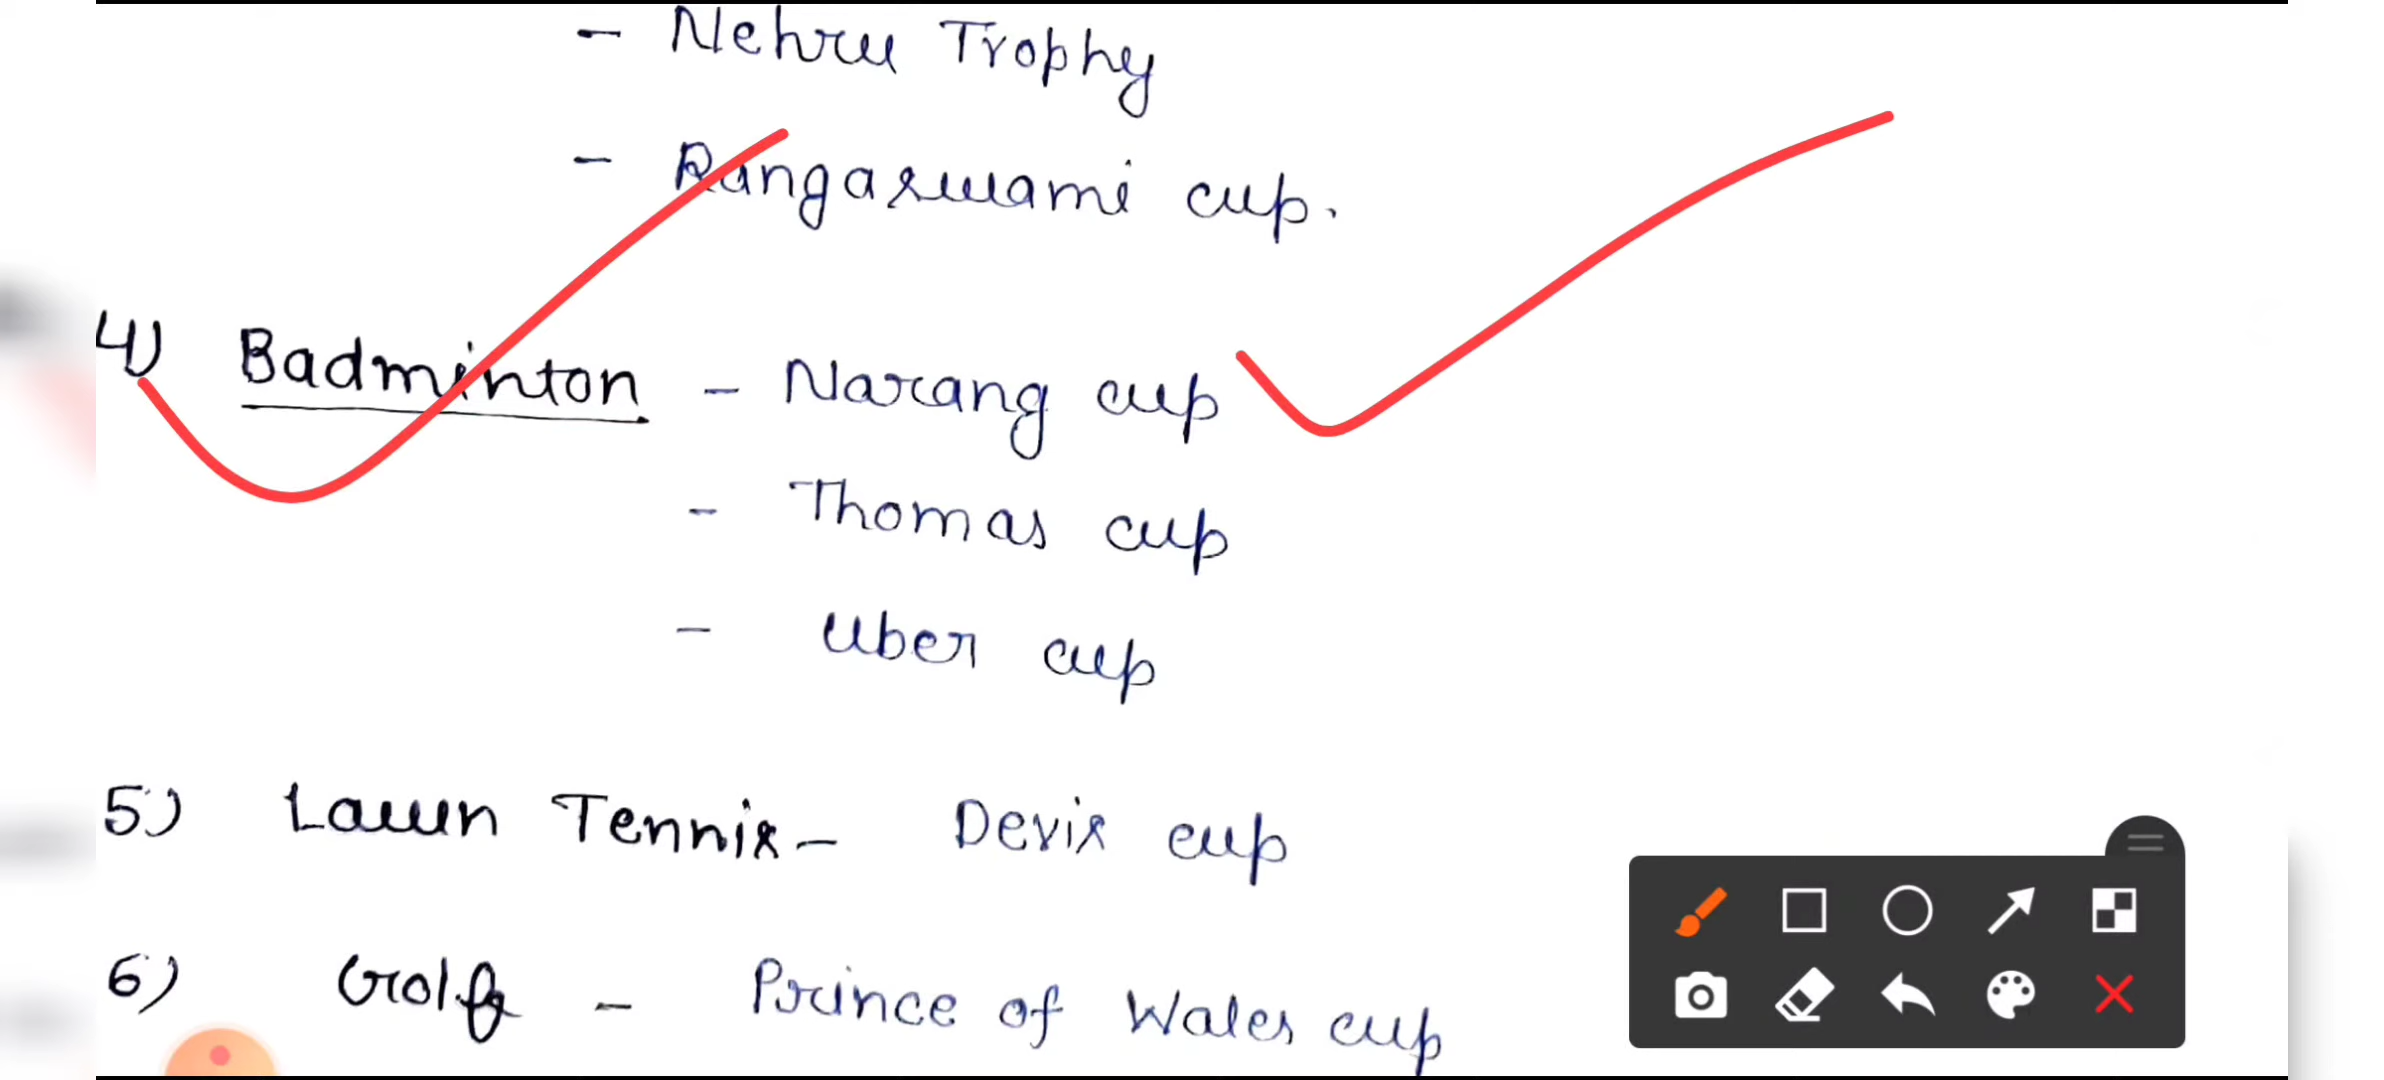 - Nehru Trophy
- Rangaswami cup.
4) Badminton - Narang cup
- Thomas cup
- Uber cup
5) Lawn Tennis - Devis cup
6) Golf - Prince of Wales cup